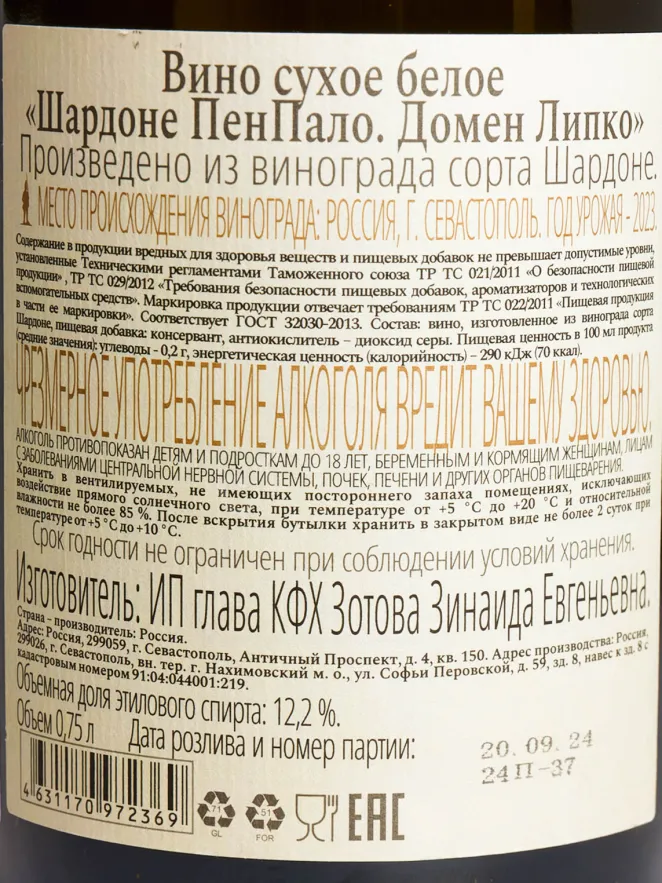 Вино сухое белое
«Шардоне ПенПало. Домен Липко»
Произведено из винограда сорта Шардоне.
МЕСТО ПРОИСХОЖДЕНИЯ ВИНОГРАДА: РОССИЯ, Г. СЕВАСТОПОЛЬ. ГОД УРОЖАЯ - 2023.
Содержание в продукции вредных для здоровья веществ и пищевых добавок не превышает допустимые уровни,
установленные Техническими регламентами Таможенного союза ТР ТС 021/2011 «О безопасности пищевой
продукции» , ТР ТС 029/2012 «Требования безопасности пищевых добавок, ароматизаторов и технологических
вспомогательных средств». Маркировка продукции отвечает требованиям ТР ТС 022/2011 «Пищевая продукция
в части ее маркировки». Соответствует ГОСТ 32030-2013. Состав: вино, изготовленное из винограда сорта
Шардоне, пищевая добавка: консервант, антиокислитель – диоксид серы. Пищевая ценность в 100 мл продукта
(средние значения): углеводы - 0,2 г, энергетическая ценность (калорийность) – 290 кДж (70 ккал).
ЧРЕЗМЕРНОЕ УПОТРЕБЛЕНИЕ АЛКОГОЛЯ ВРЕДИТ ВАШЕМУ ЗДОРОВЬЮ.
АЛКОГОЛЬ ПРОТИВОПОКАЗАН ДЕТЯМ И ПОДРОСТКАМ ДО 18 ЛЕТ, БЕРЕМЕННЫМ И КОРМЯЩИМ ЖЕНЩИНАМ, ЛИЦАМ
С ЗАБОЛЕВАНИЯМИ ЦЕНТРАЛЬНОЙ НЕРВНОЙ СИСТЕМЫ, ПОЧЕК, ПЕЧЕНИ И ДРУГИХ ОРГАНОВ ПИЩЕВАРЕНИЯ.
Хранить в вентилируемых, не имеющих постороннего запаха помещениях, исключающих
воздействие прямого солнечного света, при температуре от +5 °С до +20 °С и относительной
влажности не более 85 %. После вскрытия бутылки хранить в закрытом виде не более 2 суток при
температуре от +5 °С до +10 °С.
Срок годности не ограничен при соблюдении условий хранения.
Изготовитель: ИП глава КФХ Зотова Зинаида Евгеньевна.
Страна - производитель: Россия.
Адрес: Россия, 299059, г. Севастополь, Античный Проспект, д. 4, кв. 150. Адрес производства: Россия,
299026, г. Севастополь, вн. тер. г. Нахимовский м. о., ул. Софьи Перовской, д. 59, зд. 8, навес к зд. 8 с
кадастровым номером 91:04:044001:219.
Объемная доля этилового спирта: 12,2 %.
Объем 0,75 л Дата розлива и номер партии:
20. 09. 24
24П-37
4 631170 972369
71
GL
51
FOR
EAC